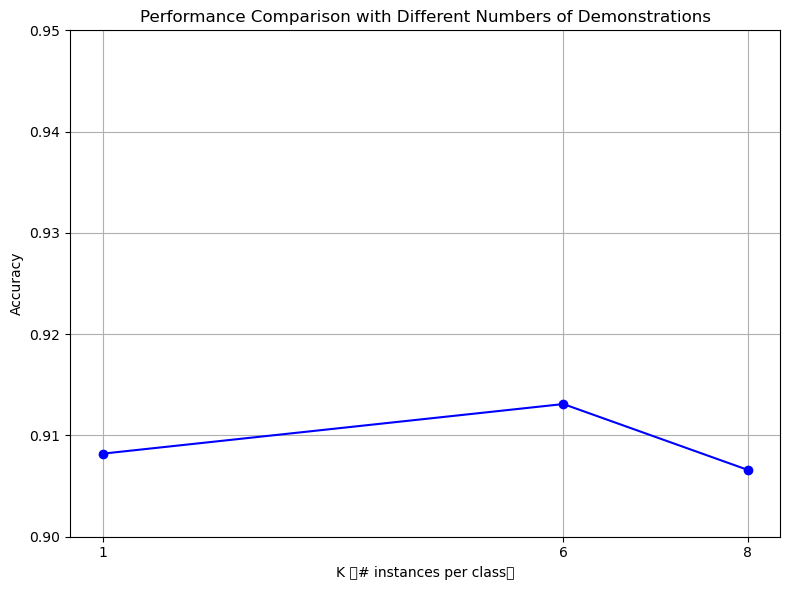 Performance Comparison with Different Numbers of Demonstrations
0.95
0.94
0.93
0.92
0.91
0.90
Accuracy
1 6 8
K # instances per class